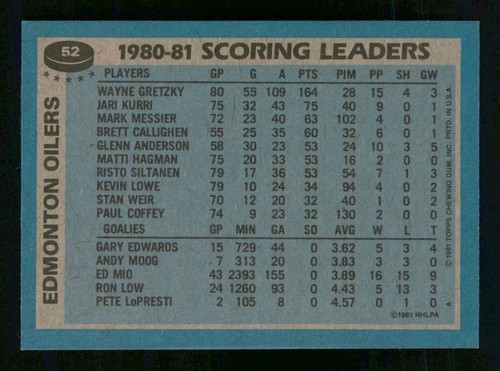 52
1980-81 SCORING LEADERS
EDMONTON OILERS
PLAYERS GP G A PTS PIM PP SH GW
WAYNE GRETZKY 80 55 109 164 28 15 4 3
JARI KURRI 75 32 43 75 40 9 0 1
MARK MESSIER 72 23 40 63 102 4 0 1
BRETT CALLIGHEN 55 25 35 60 32 6 0 1
GLENN ANDERSON 58 30 23 53 24 10 3 5
MATTI HAGMAN 75 20 33 53 16 2 0 0
RISTO SILTANEN 79 17 36 53 54 7 0 3
KEVIN LOWE 79 10 24 34 94 4 0 2
STAN WEIR 70 12 20 32 40 1 0 2
PAUL COFFEY 74 9 23 32 130 2 0 0
GOALIES GP MIN GA SO AVG W L T
GARY EDWARDS 15 729 44 0 3.62 5 3 4
ANDY MOOG 7 313 20 0 3.83 3 3 0
ED MIO 43 2393 155 0 3.89 16 15 9
RON LOW 24 1260 93 0 4.43 5 13 3
PETE LoPRESTI 2 105 8 0 4.57 0 1 0
©1981 NHLPA
A © 1981 TOPPS CHEWING GUM, INC. PRTD. IN U.S.A.